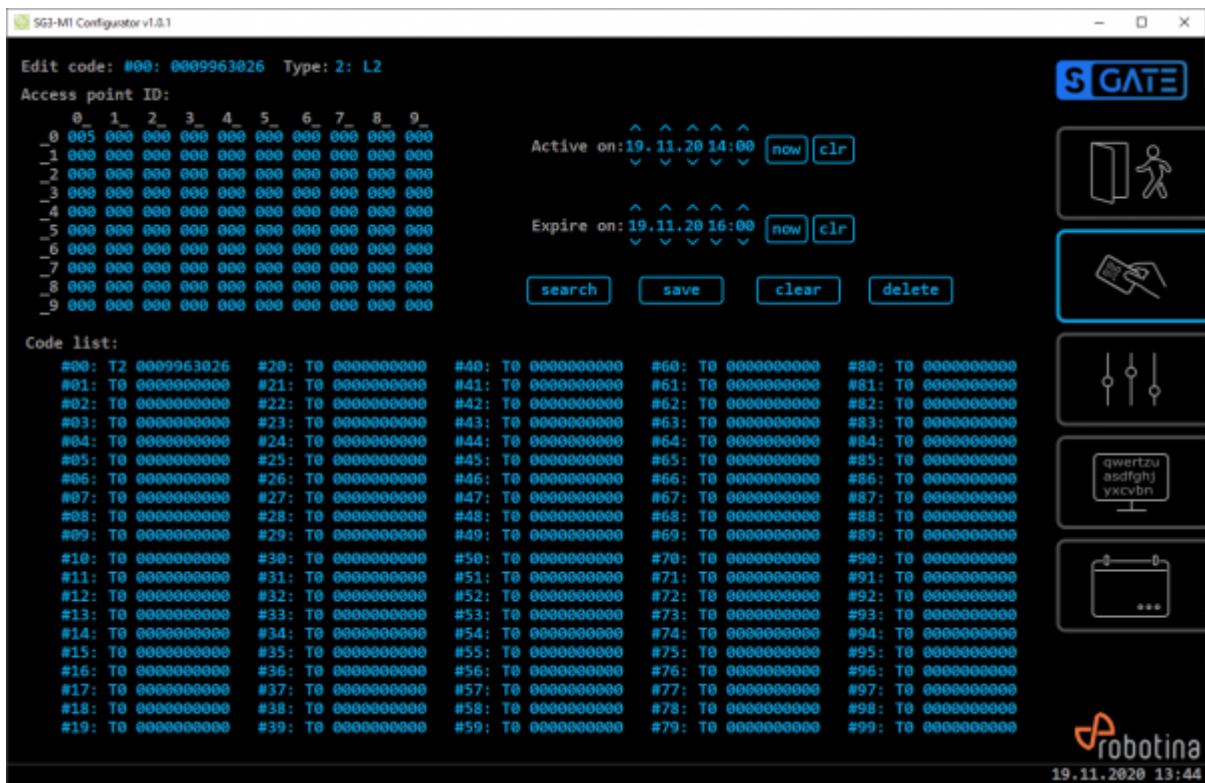 SG3-M1 Configurator v1.0.1
Edit code: #00: 0009963026 Type: 2: L2
Access point ID:
0_ 1_ 2_ 3_ 4_ 5_ 6_ 7_ 8_ 9_
_0 005 000 000 000 000 000 000 000 000 000
_1 000 000 000 000 000 000 000 000 000 000
_2 000 000 000 000 000 000 000 000 000 000
_3 000 000 000 000 000 000 000 000 000 000
_4 000 000 000 000 000 000 000 000 000 000
_5 000 000 000 000 000 000 000 000 000 000
_6 000 000 000 000 000 000 000 000 000 000
_7 000 000 000 000 000 000 000 000 000 000
_8 000 000 000 000 000 000 000 000 000 000
_9 000 000 000 000 000 000 000 000 000 000
Active on: 19.11.20 14:00 now clr
Expire on: 19.11.20 16:00 now clr
search save clear delete
Code list:
#00: T2 0009963026 #20: T0 0000000000 #40: T0 0000000000 #60: T0 0000000000 #80: T0 0000000000
#01: T0 0000000000 #21: T0 0000000000 #41: T0 0000000000 #61: T0 0000000000 #81: T0 0000000000
#02: T0 0000000000 #22: T0 0000000000 #42: T0 0000000000 #62: T0 0000000000 #82: T0 0000000000
#03: T0 0000000000 #23: T0 0000000000 #43: T0 0000000000 #63: T0 0000000000 #83: T0 0000000000
#04: T0 0000000000 #24: T0 0000000000 #44: T0 0000000000 #64: T0 0000000000 #84: T0 0000000000
#05: T0 0000000000 #25: T0 0000000000 #45: T0 0000000000 #65: T0 0000000000 #85: T0 0000000000
#06: T0 0000000000 #26: T0 0000000000 #46: T0 0000000000 #66: T0 0000000000 #86: T0 0000000000
#07: T0 0000000000 #27: T0 0000000000 #47: T0 0000000000 #67: T0 0000000000 #87: T0 0000000000
#08: T0 0000000000 #28: T0 0000000000 #48: T0 0000000000 #68: T0 0000000000 #88: T0 0000000000
#09: T0 0000000000 #29: T0 0000000000 #49: T0 0000000000 #69: T0 0000000000 #89: T0 0000000000
#10: T0 0000000000 #30: T0 0000000000 #50: T0 0000000000 #70: T0 0000000000 #90: T0 0000000000
#11: T0 0000000000 #31: T0 0000000000 #51: T0 0000000000 #71: T0 0000000000 #91: T0 0000000000
#12: T0 0000000000 #32: T0 0000000000 #52: T0 0000000000 #72: T0 0000000000 #92: T0 0000000000
#13: T0 0000000000 #33: T0 0000000000 #53: T0 0000000000 #73: T0 0000000000 #93: T0 0000000000
#14: T0 0000000000 #34: T0 0000000000 #54: T0 0000000000 #74: T0 0000000000 #94: T0 0000000000
#15: T0 0000000000 #35: T0 0000000000 #55: T0 0000000000 #75: T0 0000000000 #95: T0 0000000000
#16: T0 0000000000 #36: T0 0000000000 #56: T0 0000000000 #76: T0 0000000000 #96: T0 0000000000
#17: T0 0000000000 #37: T0 0000000000 #57: T0 0000000000 #77: T0 0000000000 #97: T0 0000000000
#18: T0 0000000000 #38: T0 0000000000 #58: T0 0000000000 #78: T0 0000000000 #98: T0 0000000000
#19: T0 0000000000 #39: T0 0000000000 #59: T0 0000000000 #79: T0 0000000000 #99: T0 0000000000
S GATE
qwertzu
asdfghj
yxcvbn
robotina
19.11.2020 13:44